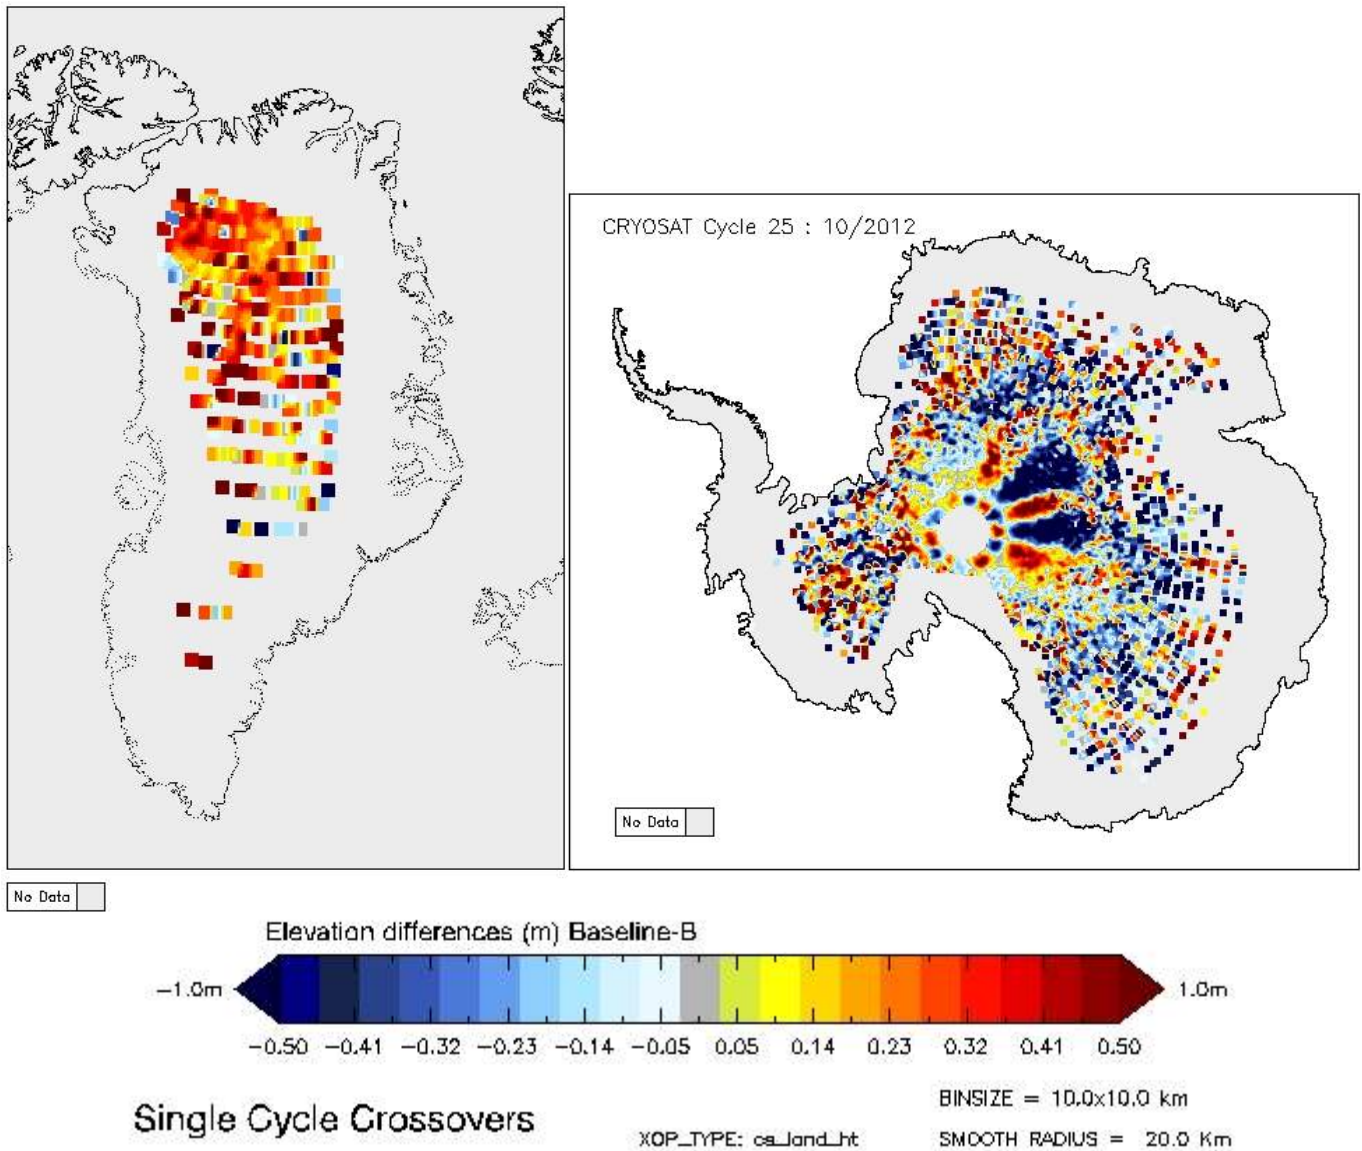 CRYOSAT Cycle 25 : 10/2012
No Data
No Data
Elevation differences (m) Baseline-B
-1.0m
1.0m
-0.50 -0.41 -0.32 -0.23 -0.14 -0.05 0.05 0.14 0.23 0.32 0.41 0.50
BINSIZE = 10.0x10.0 km
Single Cycle Crossovers
XOP_TYPE: cs_land_ht
SMOOTH RADIUS = 20.0 Km